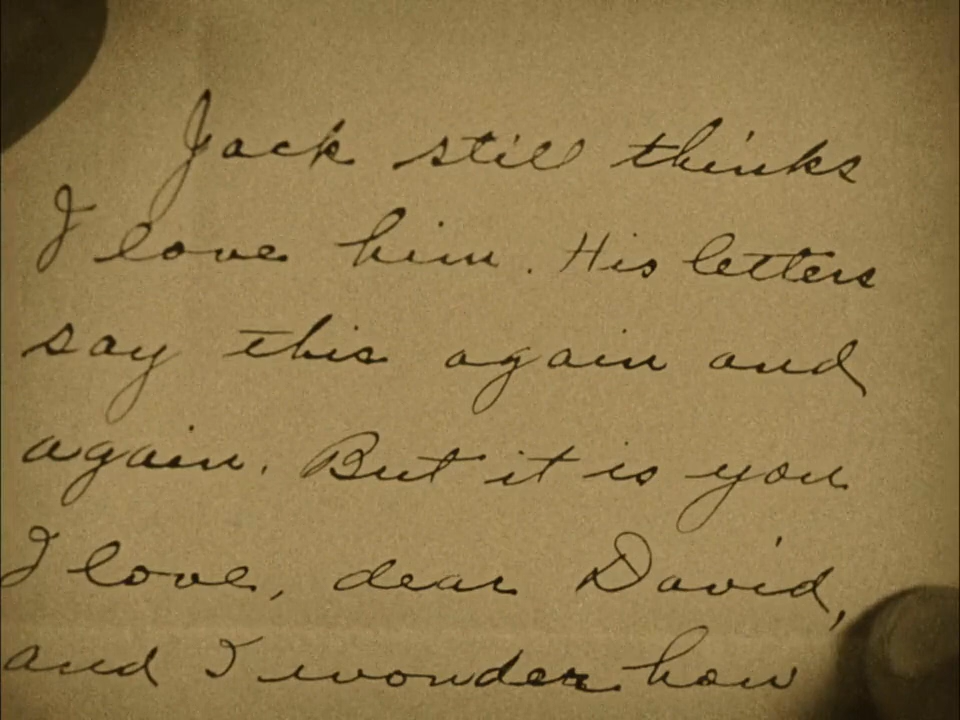 Jack still thinks
I love him. His letters
say this again and
again. But it is you
I love, dear David,
and I wonder how